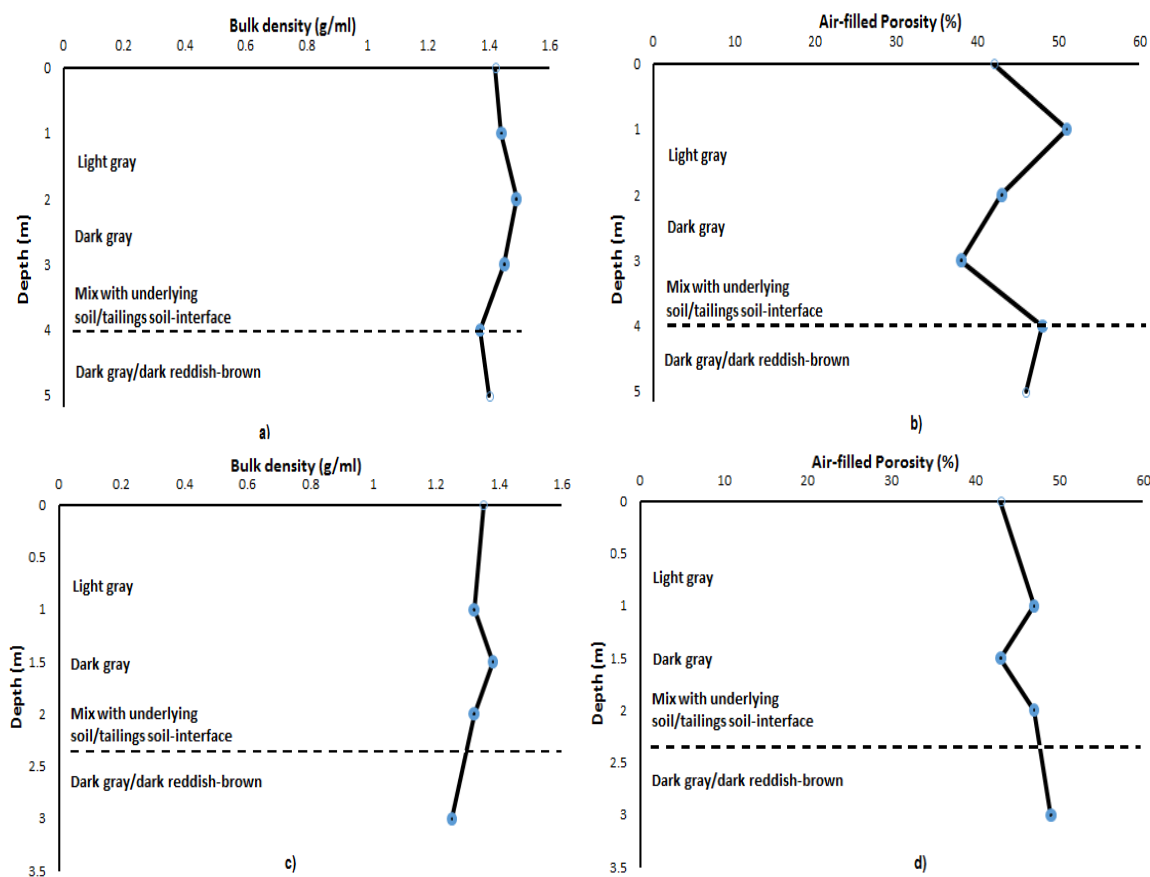 Bulk density (g/ml)
0 0.2 0.4 0.6 0.8 1 1.2 1.4 1.6
0
1
2
3
4
5
Depth (m)
Light gray
Dark gray
Mix with underlying
soil/tailings soil-interface
Dark gray/dark reddish-brown
a)
Air-filled Porosity (%)
0 10 20 30 40 50 60
0
1
2
3
4
5
Depth (m)
Light gray
Dark gray
Mix with underlying
soil/tailings soil-interface
Dark gray/dark reddish-brown
b)
Bulk density (g/ml)
0 0.2 0.4 0.6 0.8 1 1.2 1.4 1.6
0
0.5
1
1.5
2
2.5
3
3.5
Depth (m)
Light gray
Dark gray
Mix with underlying
soil/tailings soil-interface
Dark gray/dark reddish-brown
c)
Air-filled Porosity (%)
0 10 20 30 40 50 60
0
0.5
1
1.5
2
2.5
3
3.5
Depth (m)
Light gray
Dark gray
Mix with underlying
soil/tailings soil-interface
Dark gray/dark reddish-brown
d)